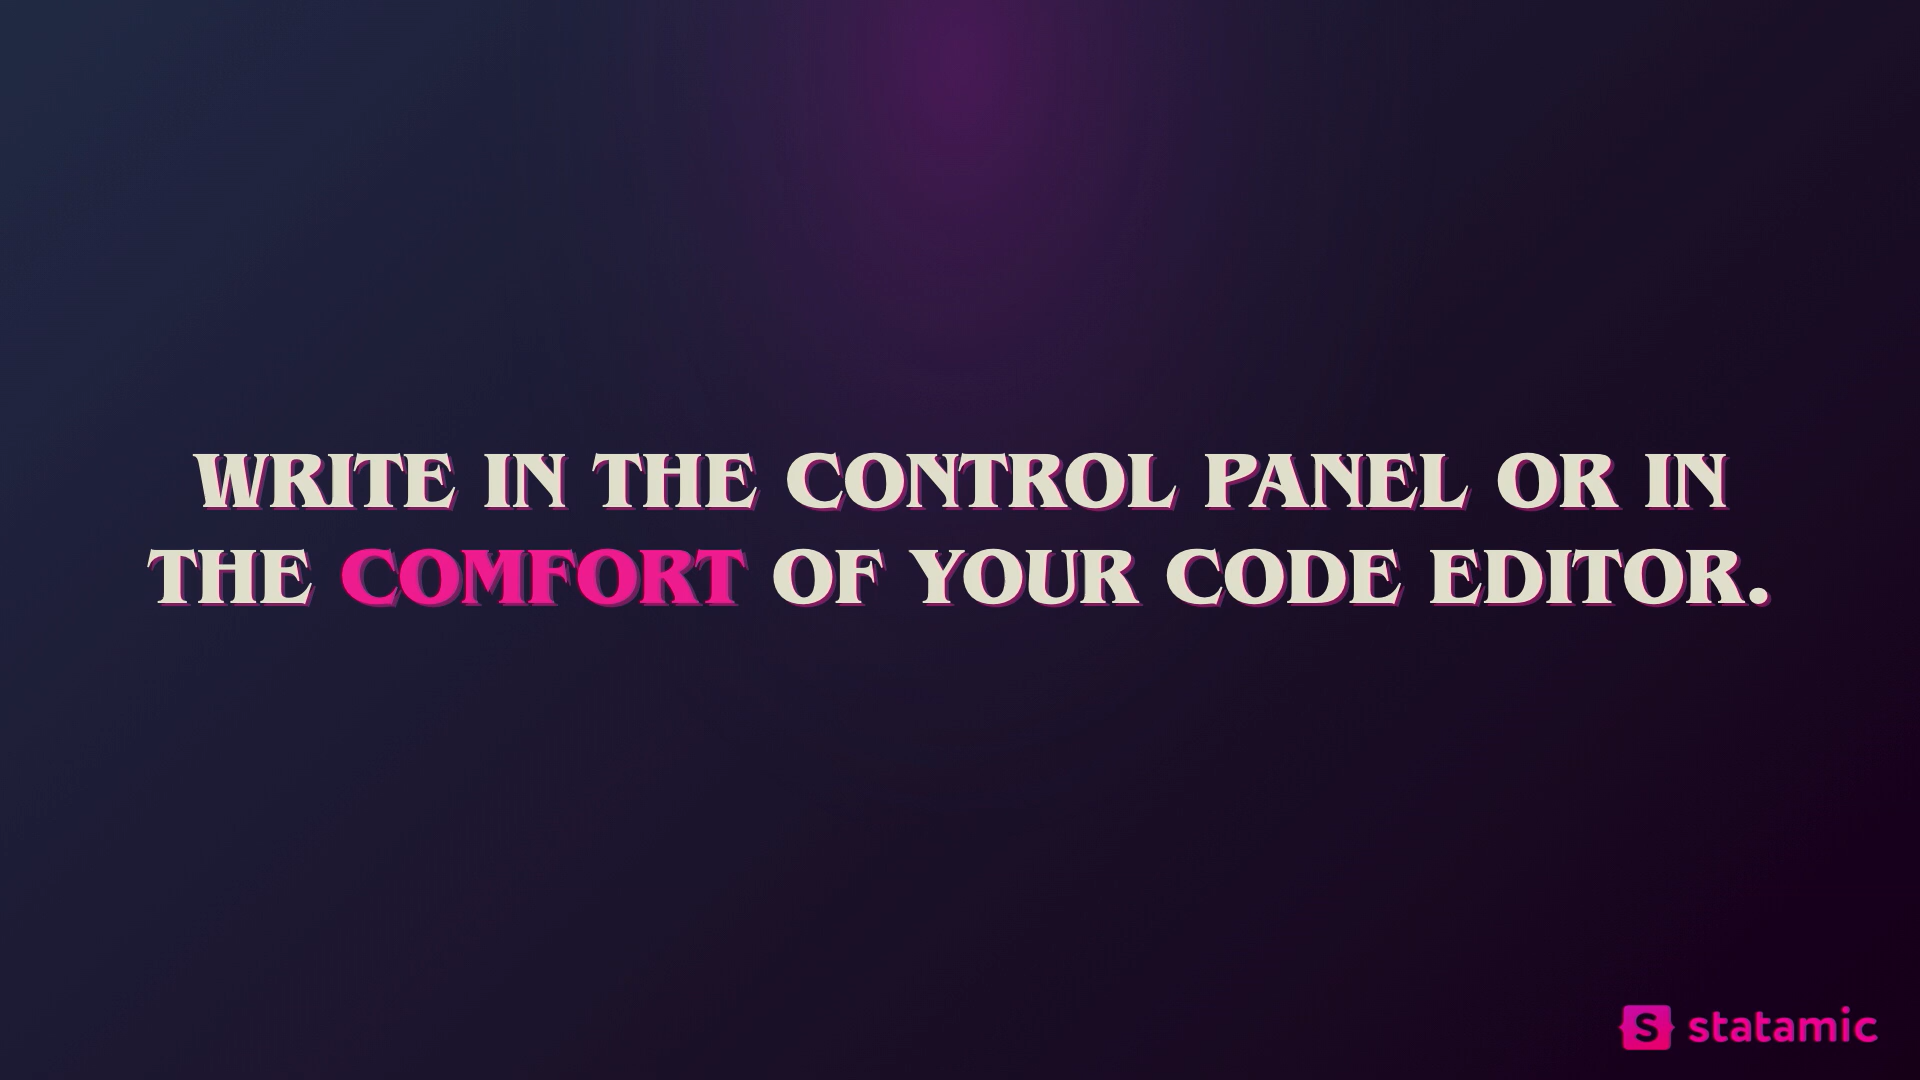 WRITE IN THE CONTROL PANEL OR IN
THE COMFORT OF YOUR CODE EDITOR.
S statamic